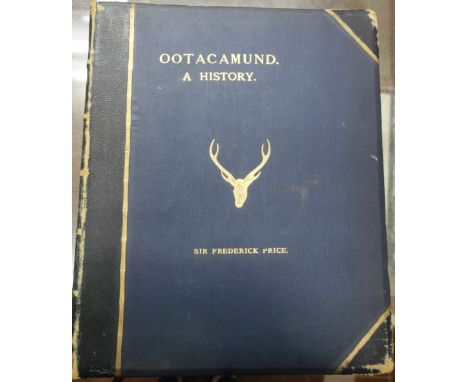 OOTACAMUND.
A HISTORY.
SIR FREDERICK PRICE.